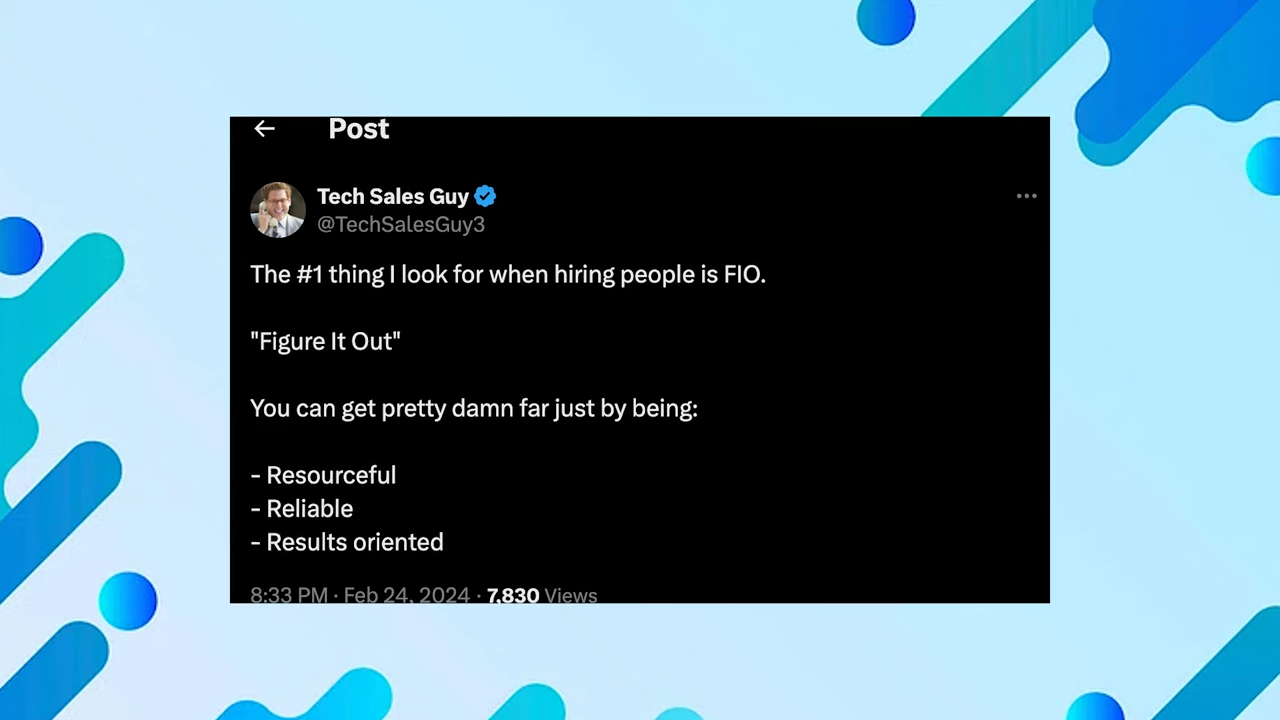 Post
Tech Sales Guy
@TechSalesGuy3
The #1 thing I look for when hiring people is FIO.
"Figure It Out"
You can get pretty damn far just by being:
- Resourceful
- Reliable
- Results oriented
8:33 PM · Feb 24, 2024 · 7,830 Views